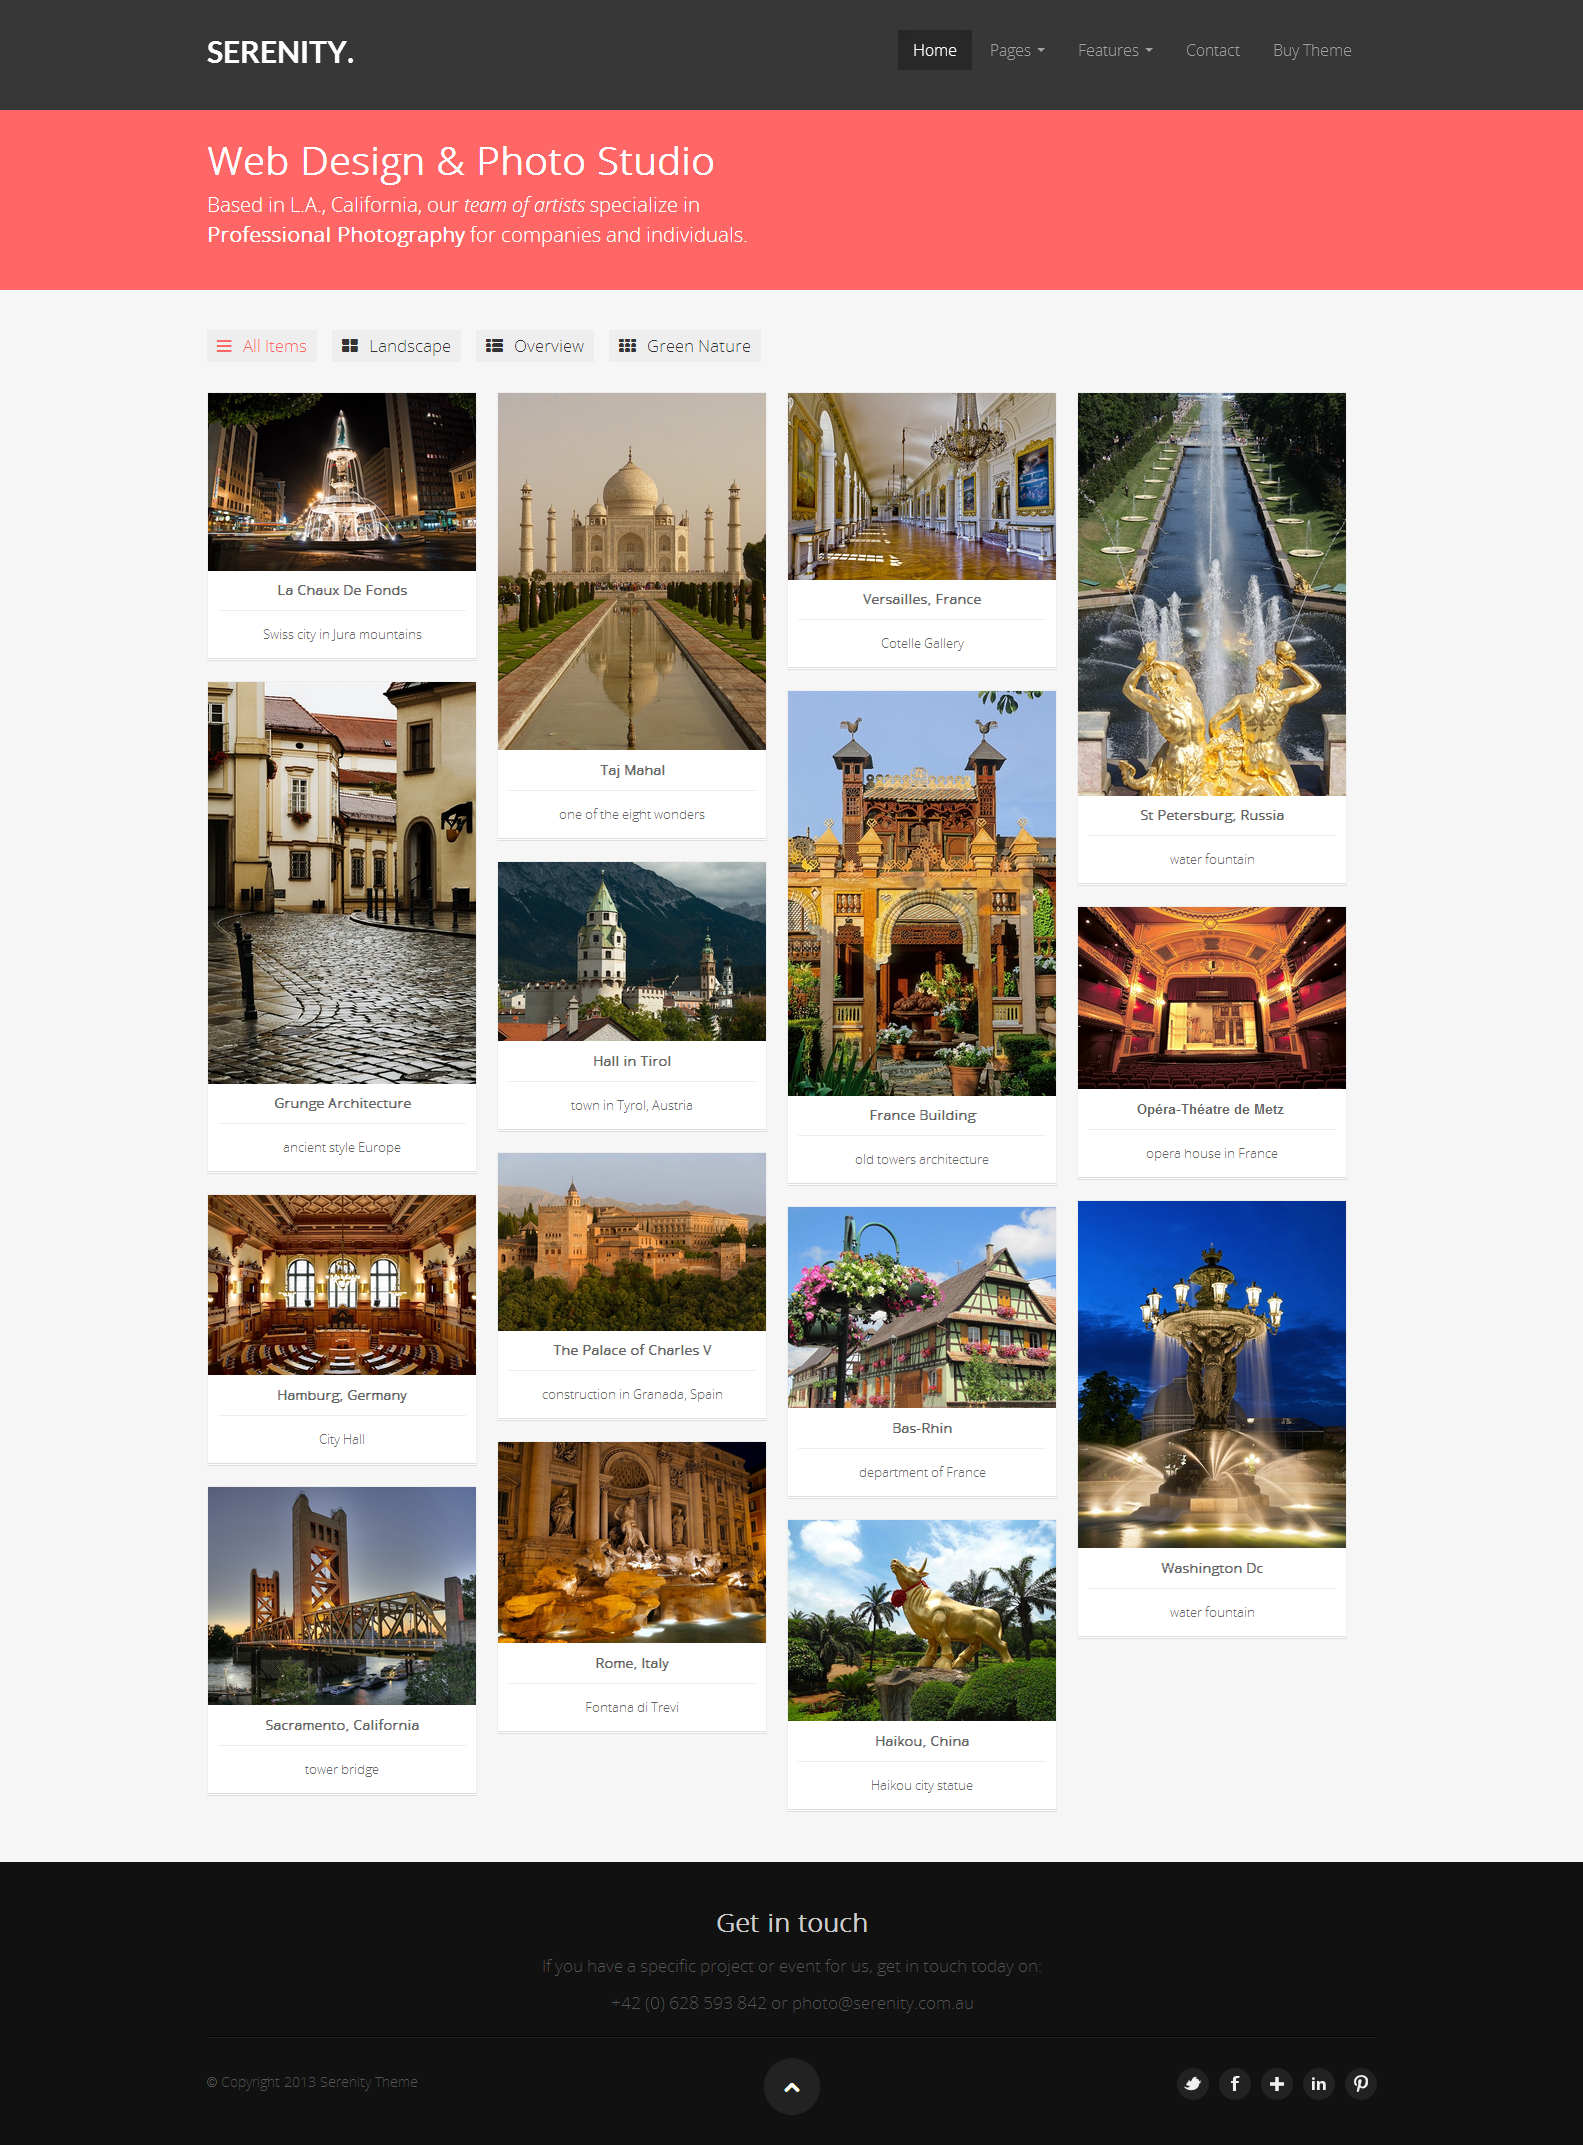 SERENITY.
Home Pages Features Contact Buy Theme
Web Design & Photo Studio
Based in L.A., California, our team of artists specialize in
Professional Photography for companies and individuals.
All Items Landscape Overview Green Nature
La Chaux De Fonds
Swiss city in Jura mountains
Grunge Architecture
ancient style Europe
Hamburg, Germany
City Hall
Sacramento, California
tower bridge
Taj Mahal
one of the eight wonders
Hall in Tirol
town in Tyrol, Austria
The Palace of Charles V
construction in Granada, Spain
Rome, Italy
Fontana di Trevi
Versailles, France
Cotelle Gallery
France Building
old towers architecture
Bas-Rhin
department of France
Haikou, China
Haikou city statue
St Petersburg, Russia
water fountain
Opéra-Théatre de Metz
opera house in France
Washington Dc
water fountain
Get in touch
If you have a specific project or event for us, get in touch today on:
+42 (0) 628 593 842 or photo@serenity.com.au
© Copyright 2013 Serenity Theme